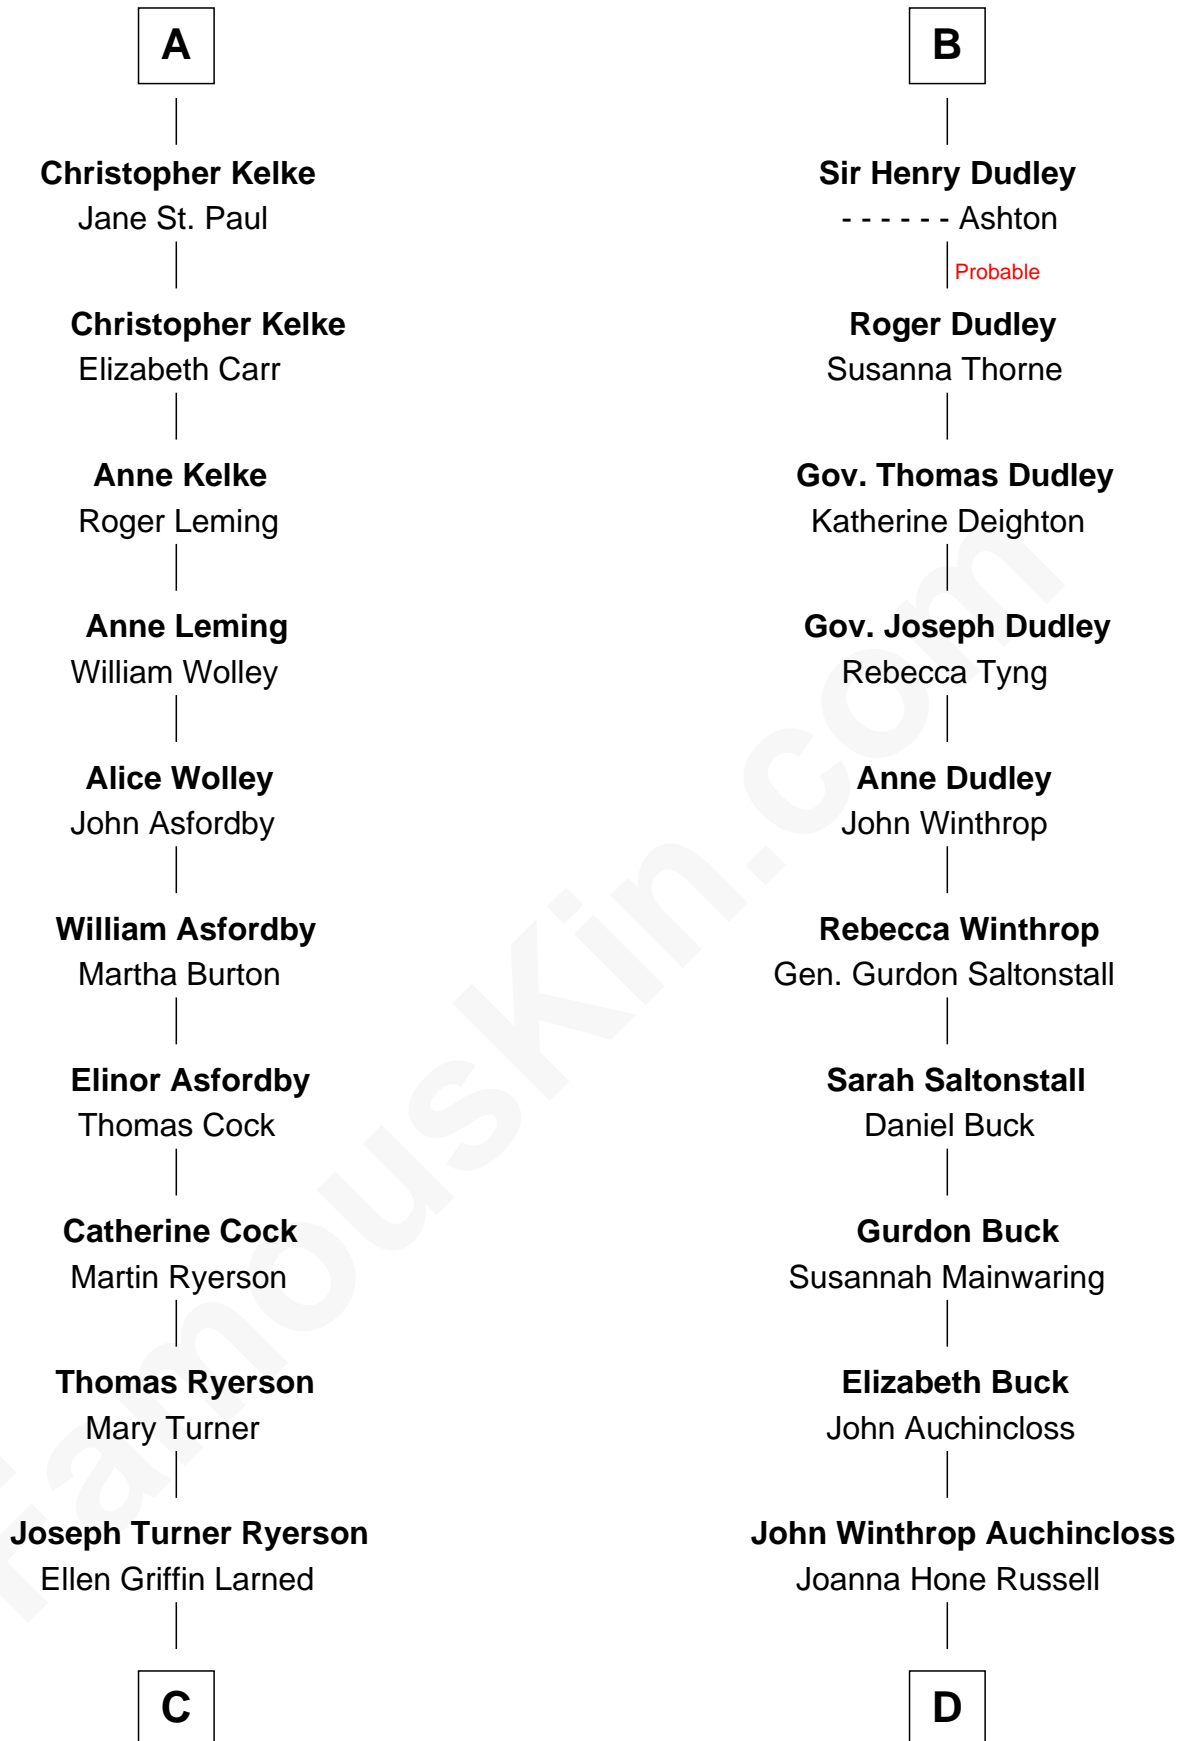 A
Christopher Kelke
Jane St. Paul
Christopher Kelke
Elizabeth Carr
Anne Kelke
Roger Leming
Anne Leming
William Wolley
Alice Wolley
John Asfordby
William Asfordby
Martha Burton
Elinor Asfordby
Thomas Cock
Catherine Cock
Martin Ryerson
Thomas Ryerson
Mary Turner
Joseph Turner Ryerson
Ellen Griffin Larned
C
B
Sir Henry Dudley
- - - - - - Ashton
Probable
Roger Dudley
Susanna Thorne
Gov. Thomas Dudley
Katherine Deighton
Gov. Joseph Dudley
Rebecca Tyng
Anne Dudley
John Winthrop
Rebecca Winthrop
Gen. Gurdon Saltonstall
Sarah Saltonstall
Daniel Buck
Gurdon Buck
Susannah Mainwaring
Elizabeth Buck
John Auchincloss
John Winthrop Auchincloss
Joanna Hone Russell
D
FamousKin.com